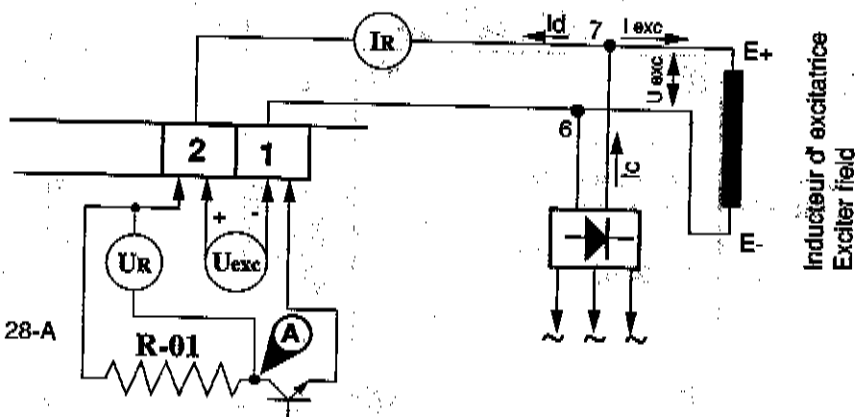 IR
Id
7
I exc
E+
U exc
6
Ic
2
1
+
-
UR
Uexc
E-
28-A
R-01
A
Inducteur d' excitatrice
Exciter field